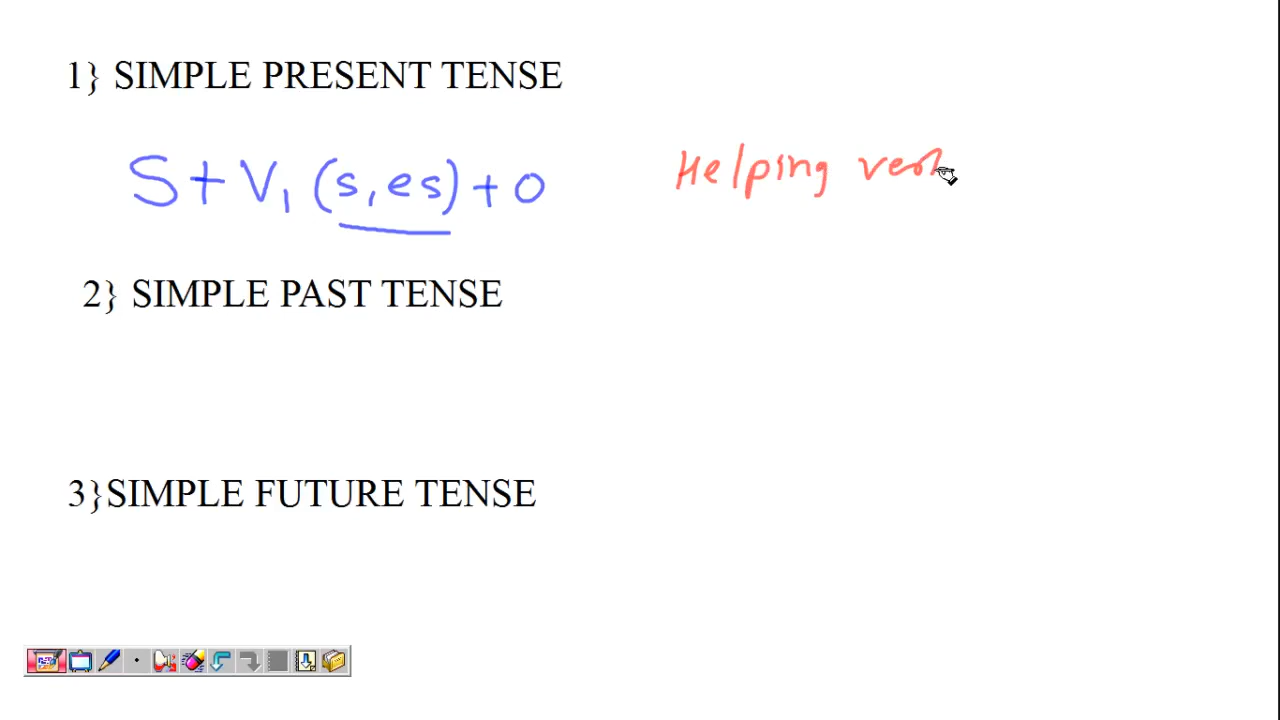 1} SIMPLE PRESENT TENSE
S + V1 (s, es) + O Helping verb
2} SIMPLE PAST TENSE
3}SIMPLE FUTURE TENSE